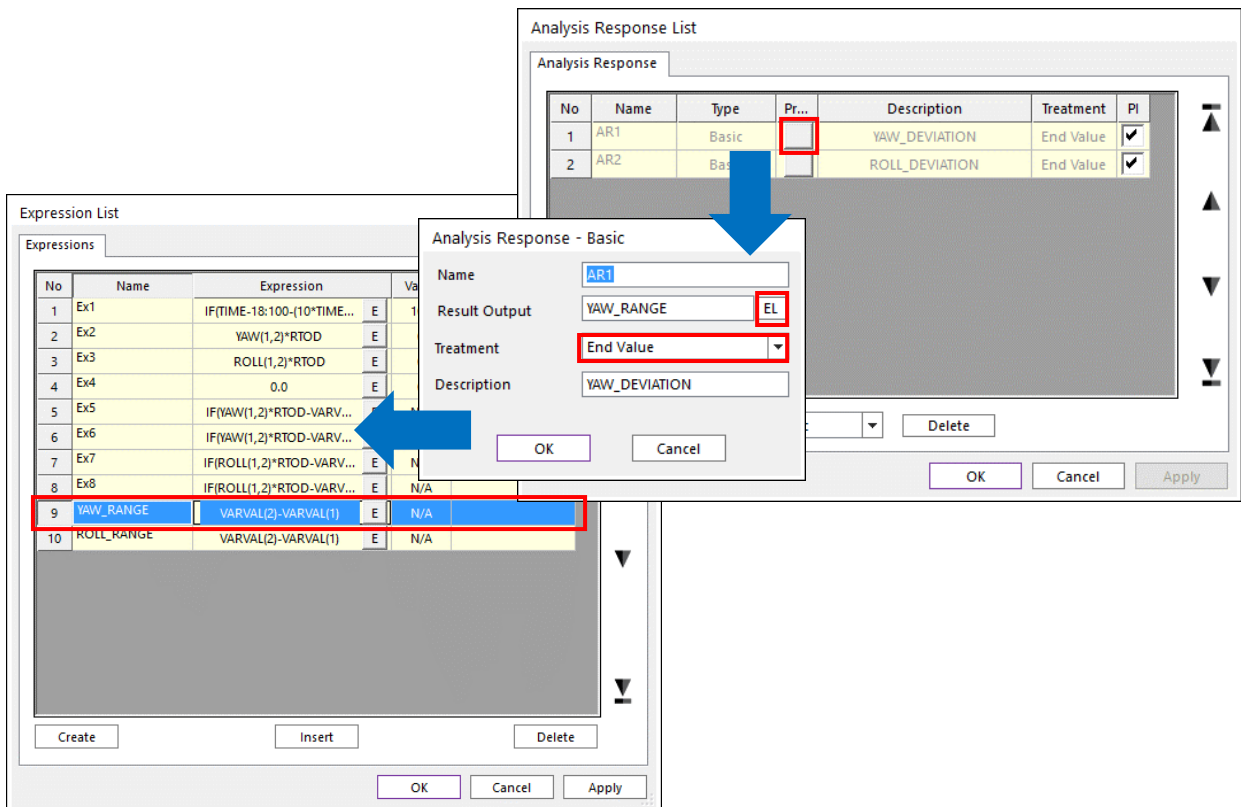 Analysis Response List
Analysis Response
No Name Type Pr... Description Treatment PI
1 AR1 Basic YAW_DEVIATION End Value
2 AR2 ROLL_DEVIATION End Value
Delete
OK Cancel Apply
Analysis Response - Basic
Name AR1
Result Output YAW_RANGE EL
Treatment End Value
Description YAW_DEVIATION
OK Cancel
Expression List
Expressions
No Name Expression
1 Ex1 IF(TIME-18:100-(10*TIME... E
2 Ex2 YAW(1,2)*RTOD E
3 Ex3 ROLL(1,2)*RTOD E
4 Ex4 0.0 E
5 Ex5 IF(YAW(1,2)*RTOD-VARV...
6 Ex6 IF(YAW(1,2)*RTOD-VARV...
7 Ex7 IF(ROLL(1,2)*RTOD-VARV... E
8 Ex8 IF(ROLL(1,2)*RTOD-VARV... E N/A
9 YAW_RANGE VARVAL(2)-VARVAL(1) E N/A
10 ROLL_RANGE VARVAL(2)-VARVAL(1) E N/A
Create Insert Delete
OK Cancel Apply